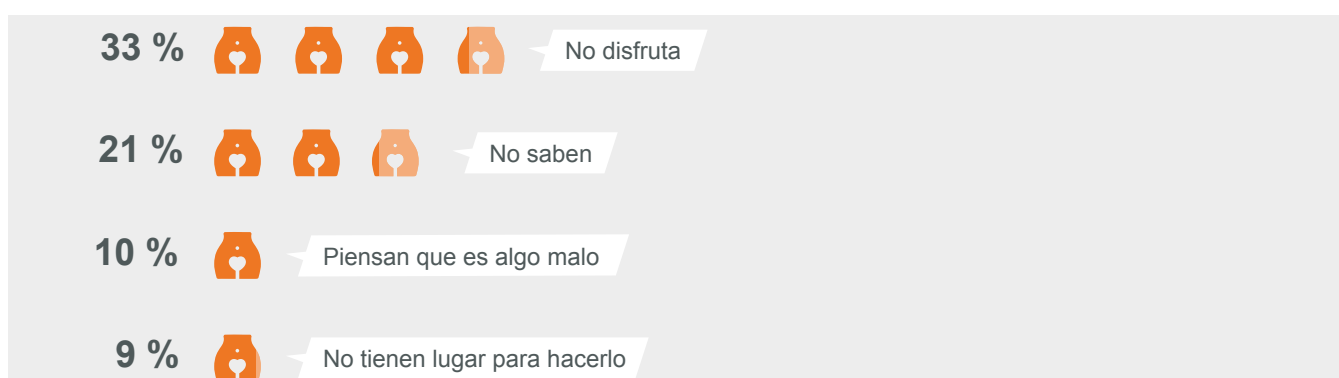 33 % No disfruta
21 % No saben
10 % Piensan que es algo malo
9 % No tienen lugar para hacerlo